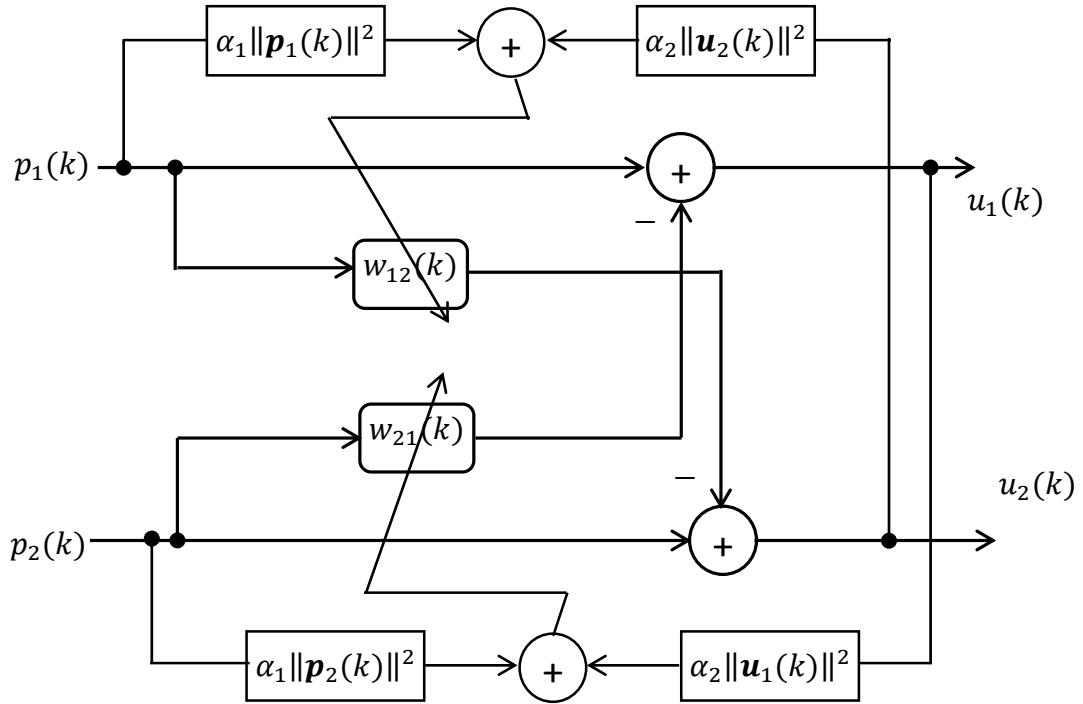 α₁‖𝒑₁(k)‖²
+
α₂‖𝒖₂(k)‖²
p₁(k)
+
u₁(k)
−
w₁₂(k)
w₂₁(k)
−
u₂(k)
p₂(k)
+
α₁‖𝒑₂(k)‖²
+
α₂‖𝒖₁(k)‖²